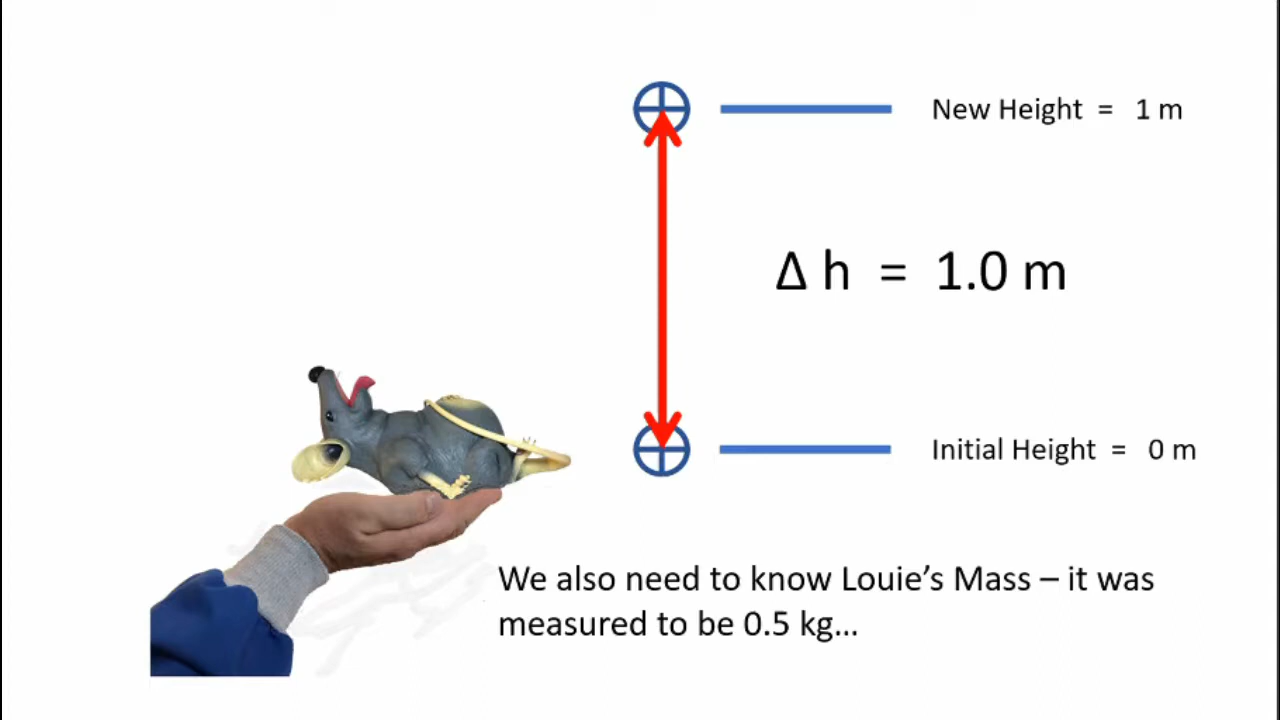 New Height = 1 m
Δ h = 1.0 m
Initial Height = 0 m
We also need to know Louie’s Mass – it was
measured to be 0.5 kg...